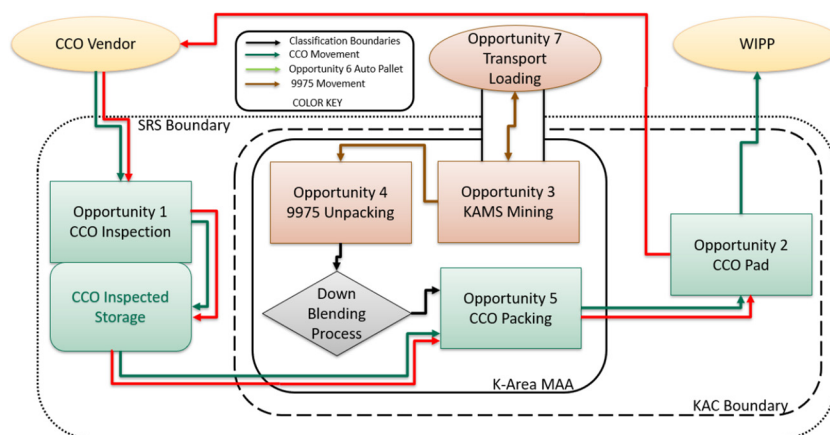 CCO Vendor
Classification Boundaries
CCO Movement
Opportunity 6 Auto Pallet
9975 Movement
COLOR KEY
Opportunity 7
Transport
Loading
WIPP
SRS Boundary
Opportunity 1
CCO Inspection
Opportunity 4
9975 Unpacking
Opportunity 3
KAMS Mining
Opportunity 2
CCO Pad
CCO Inspected
Storage
Down
Blending
Process
Opportunity 5
CCO Packing
K-Area MAA
KAC Boundary